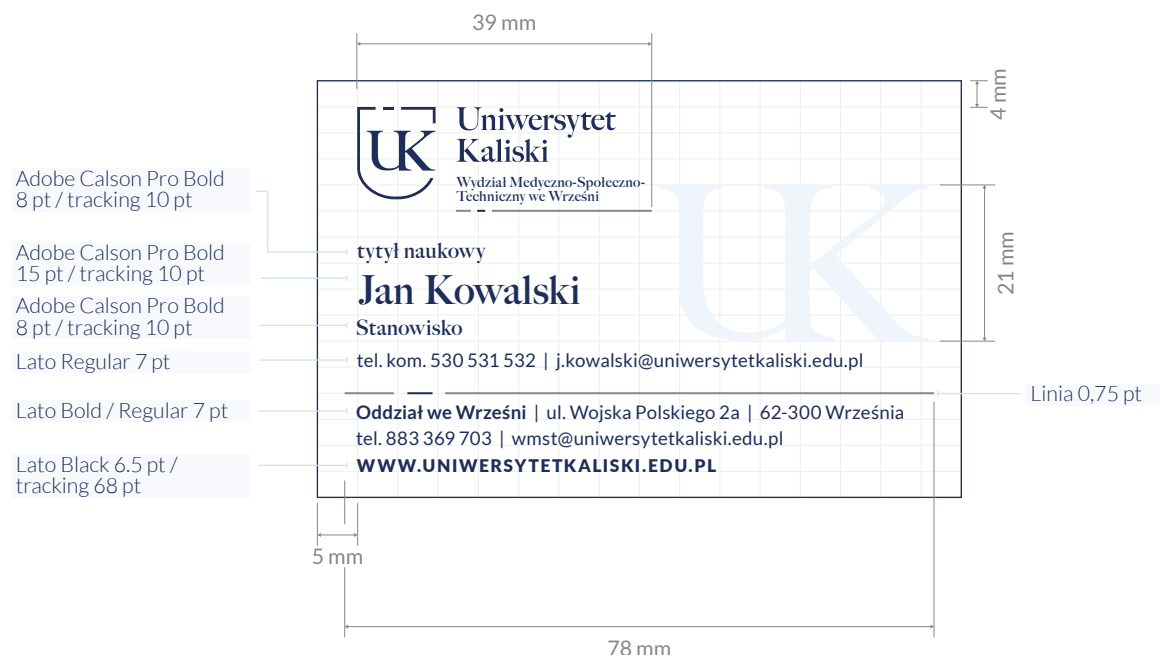 39 mm
4 mm
UK
Uniwersytet
Kaliski
Wydział Medyczno-Społeczno-
Techniczny we Wrześni
UK
21 mm
Adobe Calson Pro Bold
8 pt / tracking 10 pt
tytył naukowy
Adobe Calson Pro Bold
15 pt / tracking 10 pt
Jan Kowalski
Adobe Calson Pro Bold
8 pt / tracking 10 pt
Stanowisko
Lato Regular 7 pt
tel. kom. 530 531 532 | j.kowalski@uniwersytetkaliski.edu.pl
Linia 0,75 pt
Lato Bold / Regular 7 pt
Oddział we Wrześni | ul. Wojska Polskiego 2a | 62-300 Września
tel. 883 369 703 | wmst@uniwersytetkaliski.edu.pl
Lato Black 6.5 pt /
tracking 68 pt
WWW.UNIWERSYTETKALISKI.EDU.PL
5 mm
78 mm